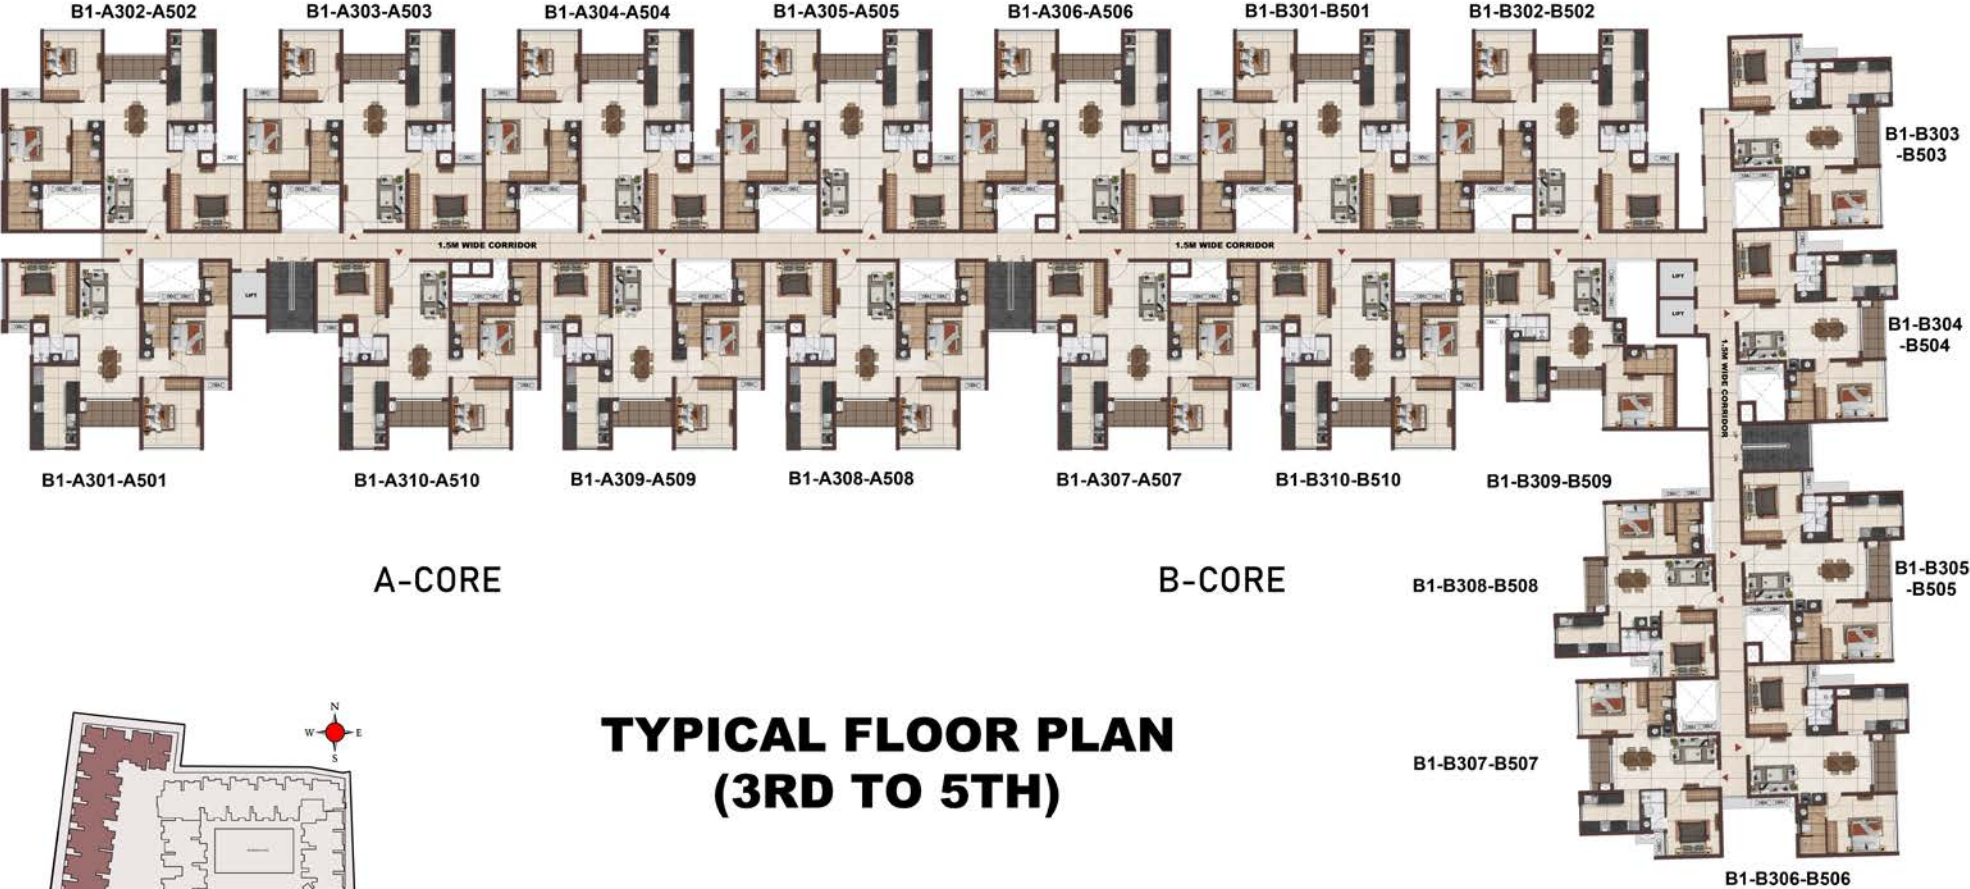 B1-A302-A502
B1-A303-A503
B1-A304-A504
B1-A305-A505
B1-A306-A506
B1-B301-B501
B1-B302-B502
B1-B303
-B503
1.5M WIDE CORRIDOR
1.5M WIDE CORRIDOR
LIFT
LIFT
LIFT
B1-B304
-B504
1.5M WIDE CORRIDOR
B1-A301-A501
B1-A310-A510
B1-A309-A509
B1-A308-A508
B1-A307-A507
B1-B310-B510
B1-B309-B509
A-CORE
B-CORE
B1-B308-B508
B1-B305
-B505
N
W
E
S
TYPICAL FLOOR PLAN
(3RD TO 5TH)
B1-B307-B507
B1-B306-B506